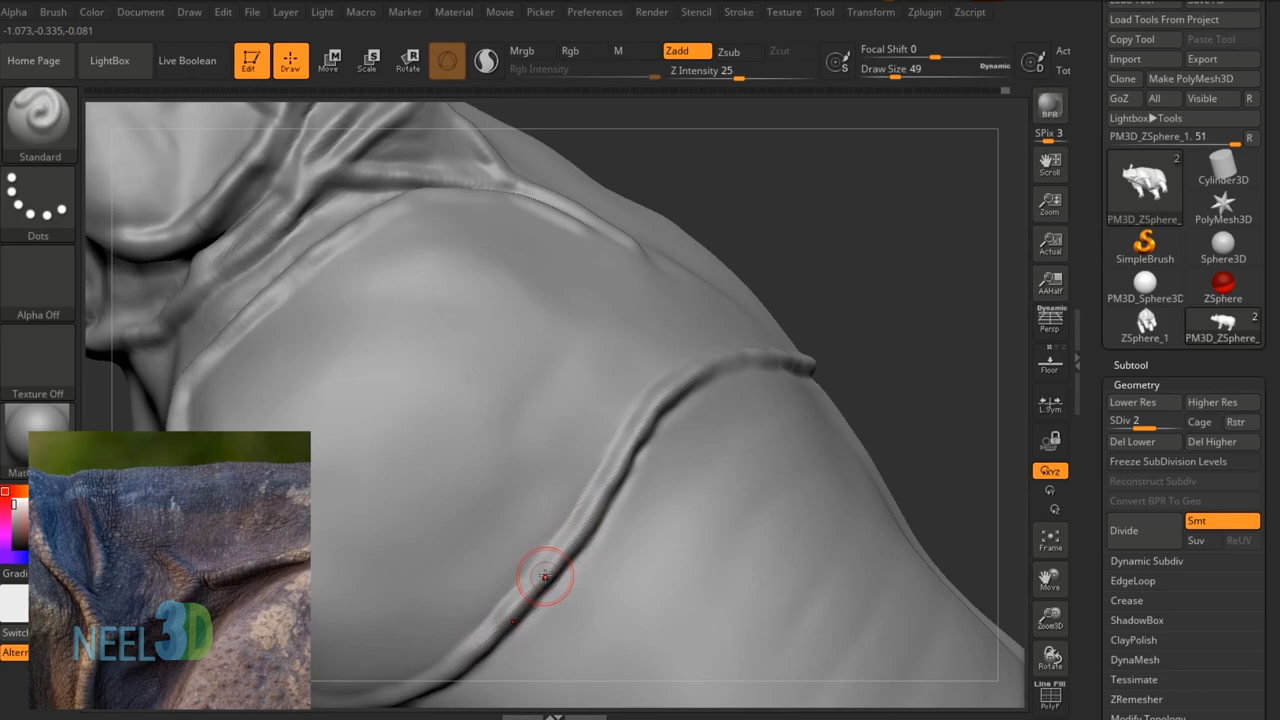 Alpha Brush Color Document Draw Edit File Layer Light Macro Marker Material Movie Picker Preferences Render Stencil Stroke Texture Tool Transform Zplugin Zscript
-1.073,-0.335,-0.081
Home Page LightBox Live Boolean Edit Draw Move Scale Rotate
Mrgb Rgb M Zadd Zsub Zcut
Rgb Intensity Z Intensity 25
Focal Shift 0
Draw Size 49 Dynamic
S D
Act
Tot
Standard
Dots
Alpha Off
Texture Off
Mat
Gradi
Switch
Altern
NEEL3D
BPR
SPix 3
Scroll
Zoom
Actual
AAHalf
Dynamic
Persp
Floor
L.Sym
XYZ
Frame
Move
Zoom3D
Rotate
Line Fill
PolyF
Load Tools From Project
Copy Tool Paste Tool
Import Export
Clone Make PolyMesh3D
GoZ All Visible R
Lightbox▶Tools
PM3D_ZSphere_1. 51 R
2
Cylinder3D
PM3D_ZSphere_ PolyMesh3D
SimpleBrush Sphere3D
PM3D_Sphere3D ZSphere
2
ZSphere_1 PM3D_ZSphere_
Subtool
Geometry
Lower Res Higher Res
SDiv 2 Cage Rstr
Del Lower Del Higher
Freeze SubDivision Levels
Reconstruct Subdiv
Convert BPR To Geo
Divide Smt
Suv ReUV
Dynamic Subdiv
EdgeLoop
Crease
ShadowBox
ClayPolish
DynaMesh
Tessimate
ZRemesher